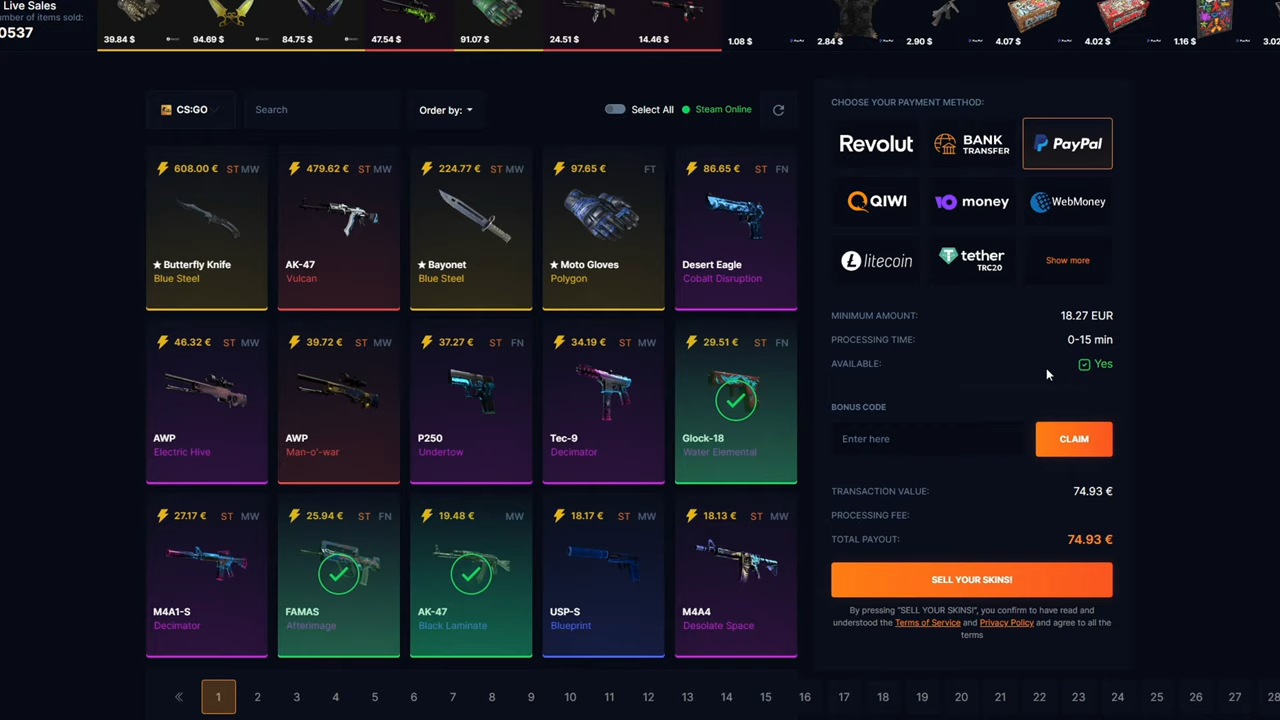 Live Sales
umber of items sold:
0537
39.84 $
94.69 $
84.75 $
47.54 $
91.07 $
24.51 $
14.46 $
1.08 $
2.84 $
2.90 $
4.07 $
4.02 $
1.16 $
3.02
CS:GO
Search
Order by:
Select All
Steam Online
608.00 € ST MW
★ Butterfly Knife
Blue Steel
479.62 € ST MW
AK-47
Vulcan
224.77 € ST MW
★ Bayonet
Blue Steel
97.65 € FT
★ Moto Gloves
Polygon
86.65 € ST FN
Desert Eagle
Cobalt Disruption
46.32 € ST MW
AWP
Electric Hive
39.72 € ST MW
AWP
Man-o'-war
37.27 € ST FN
P250
Undertow
34.19 € ST MW
Tec-9
Decimator
29.51 € ST FN
Glock-18
Water Elemental
27.17 € ST MW
M4A1-S
Decimator
25.94 € ST FN
FAMAS
Afterimage
19.48 € MW
AK-47
Black Laminate
18.17 € ST MW
USP-S
Blueprint
18.13 € ST MW
M4A4
Desolate Space
« 1 2 3 4 5 6 7 8 9 10 11 12 13 14 15 16 17 18 19 20 21 22 23 24 25 26 27 28
CHOOSE YOUR PAYMENT METHOD:
Revolut
BANK
TRANSFER
PayPal
QIWI
money
WebMoney
litecoin
tether
TRC20
Show more
MINIMUM AMOUNT: 18.27 EUR
PROCESSING TIME: 0-15 min
AVAILABLE: Yes
BONUS CODE
Enter here
CLAIM
TRANSACTION VALUE: 74.93 €
PROCESSING FEE:
TOTAL PAYOUT: 74.93 €
SELL YOUR SKINS!
By pressing "SELL YOUR SKINS!", you confirm to have read and
understood the Terms of Service and Privacy Policy and agree to all the
terms